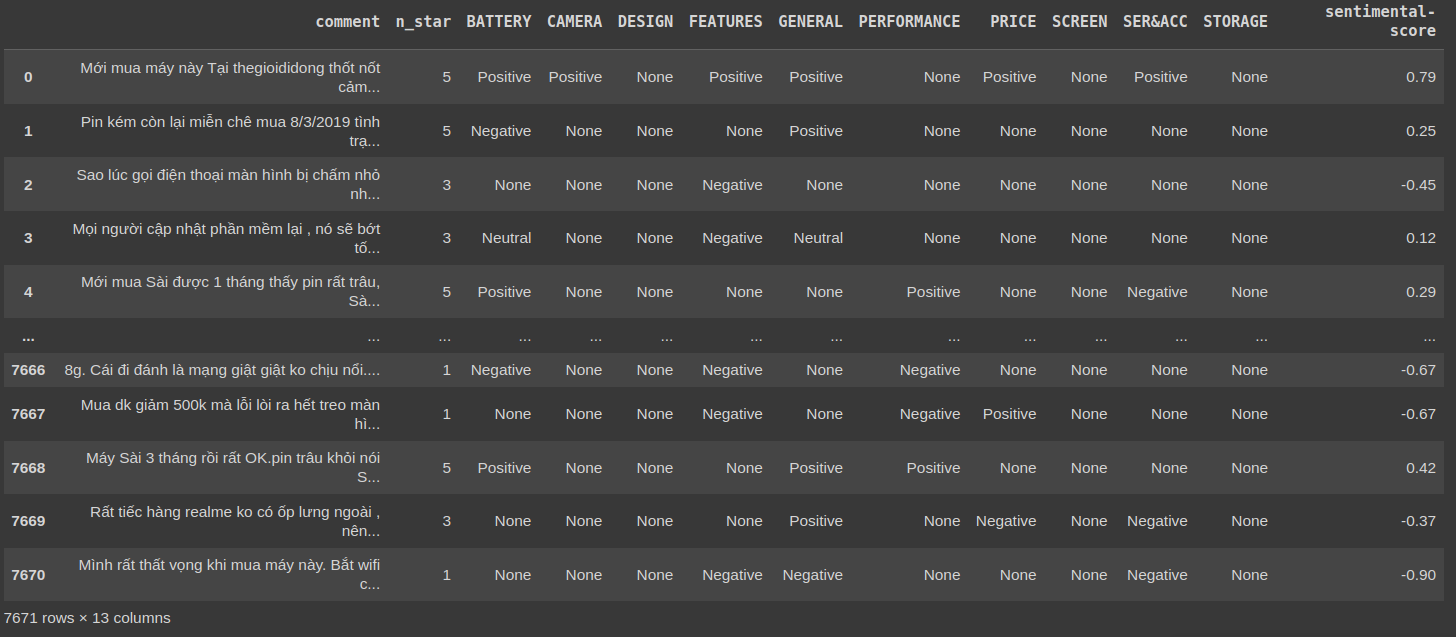 comment n_star BATTERY CAMERA DESIGN FEATURES GENERAL PERFORMANCE PRICE SCREEN SER&ACC STORAGE sentimental-
score
0 Mới mua máy này Tại thegioididong thốt nốt 5 Positive Positive None Positive Positive None Positive None Positive None 0.79
cảm...
1 Pin kém còn lại miễn chê mua 8/3/2019 tình 5 Negative None None None Positive None None None None None 0.25
trạ...
2 Sao lúc gọi điện thoại màn hình bị chấm nhỏ 3 None None None Negative None None None None None None -0.45
nh...
3 Mọi người cập nhật phần mềm lại , nó sẽ bớt 3 Neutral None None Negative Neutral None None None None None 0.12
tố...
4 Mới mua Sài được 1 tháng thấy pin rất trâu, 5 Positive None None None None Positive None None Negative None 0.29
Sà...
... ... ... ... ... ... ... ... ... ... ... ... ... ...
7666 8g. Cái đi đánh là mạng giật giật ko chịu nổi.... 1 Negative None None Negative None Negative None None None None -0.67
7667 Mua dk giảm 500k mà lỗi lòi ra hết treo màn 1 None None None Negative None Negative Positive None None None -0.67
hì...
7668 Máy Sài 3 tháng rồi rất OK.pin trâu khỏi nói 5 Positive None None None Positive Positive None None None None 0.42
S...
7669 Rất tiếc hàng realme ko có ốp lưng ngoài , 3 None None None None Positive None Negative None Negative None -0.37
nên...
7670 Mình rất thất vọng khi mua máy này. Bắt wifi 1 None None None Negative Negative None None None Negative None -0.90
c...
7671 rows × 13 columns